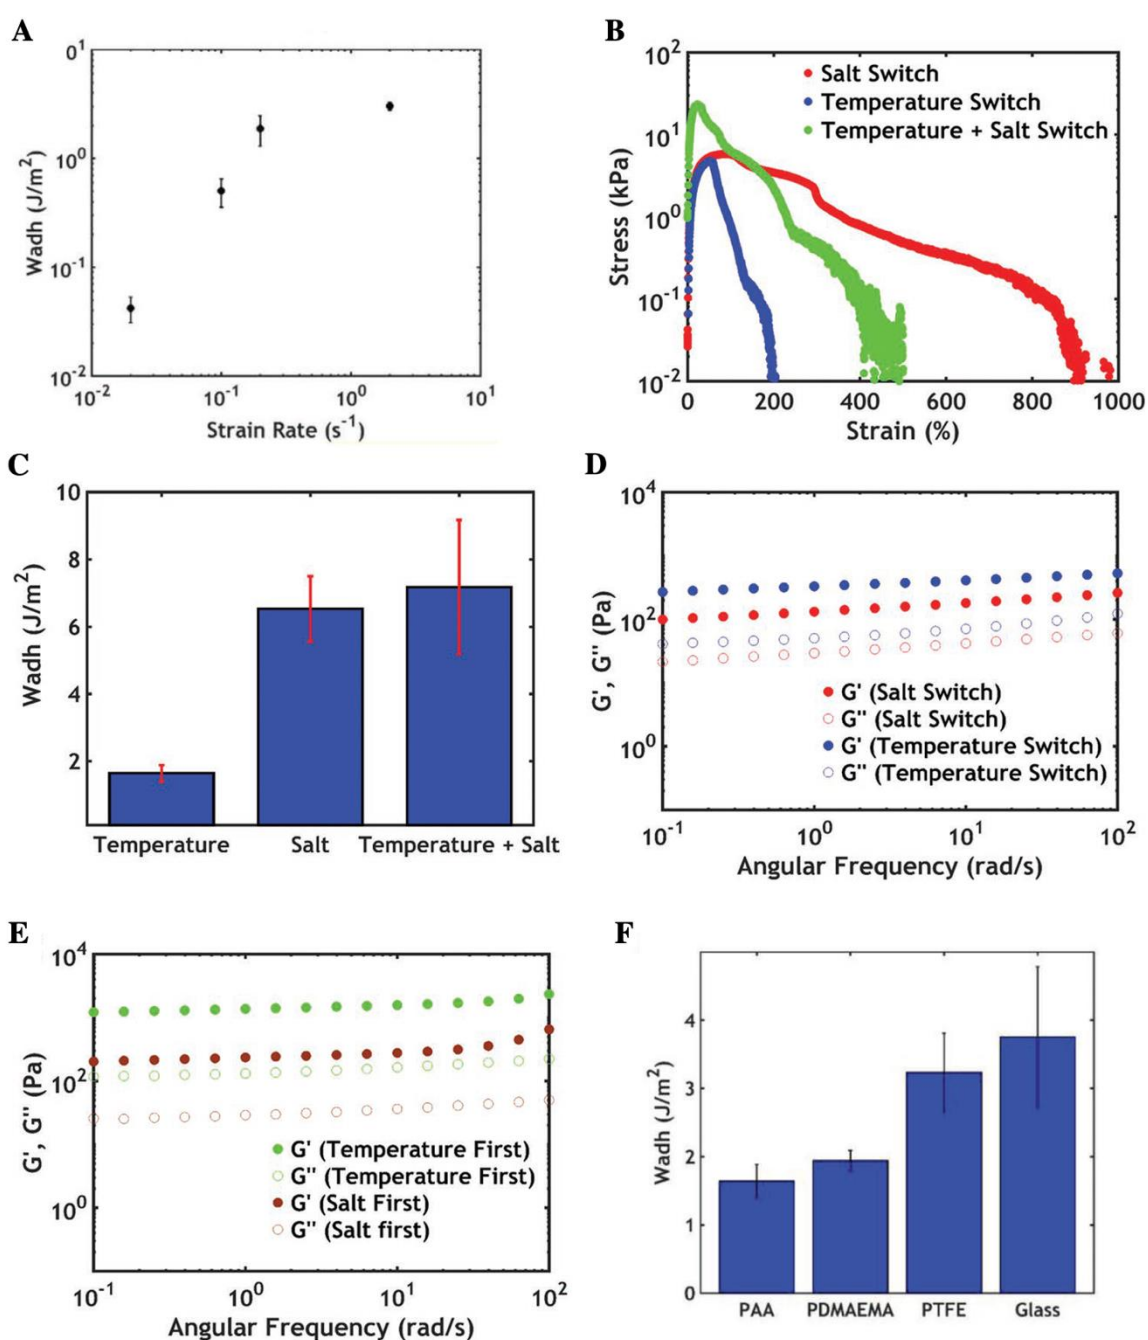 A
10¹
10⁰
10⁻¹
10⁻²
Wadh (J/m²)
10⁻² 10⁻¹ 10⁰ 10¹
Strain Rate (s⁻¹)
B
10²
10¹
10⁰
10⁻¹
10⁻²
Stress (kPa)
Salt Switch
Temperature Switch
Temperature + Salt Switch
0 200 400 600 800 1000
Strain (%)
C
10
8
6
4
2
Wadh (J/m²)
Temperature Salt Temperature + Salt
D
10⁴
10²
10⁰
G', G'' (Pa)
G' (Salt Switch)
G'' (Salt Switch)
G' (Temperature Switch)
G'' (Temperature Switch)
10⁻¹ 10⁰ 10¹ 10²
Angular Frequency (rad/s)
E
10⁴
10²
10⁰
G', G'' (Pa)
G' (Temperature First)
G'' (Temperature First)
G' (Salt First)
G'' (Salt first)
10⁻¹ 10⁰ 10¹ 10²
Angular Frequency (rad/s)
F
4
3
2
1
0
Wadh (J/m²)
PAA PDMAEMA PTFE Glass